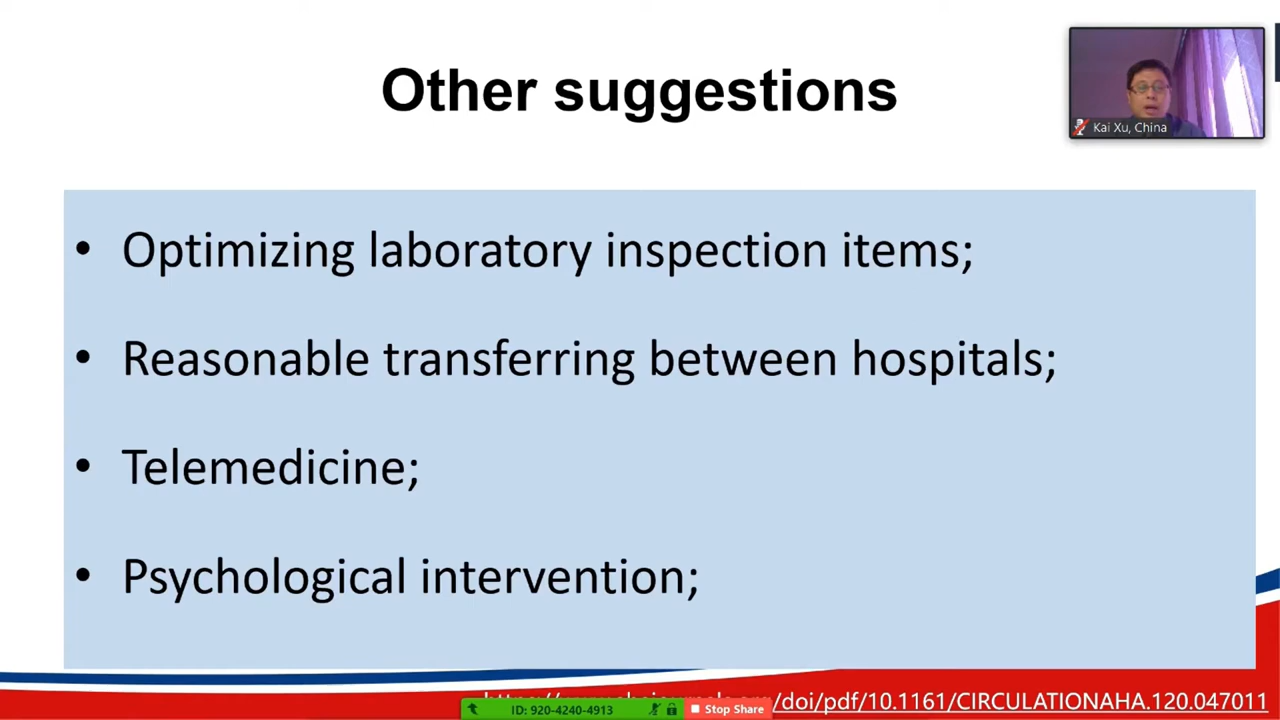 Other suggestions
Kai Xu, China
• Optimizing laboratory inspection items;
• Reasonable transferring between hospitals;
• Telemedicine;
• Psychological intervention;
/doi/pdf/10.1161/CIRCULATIONAHA.120.047011
ID: 920-4240-4913
Stop Share